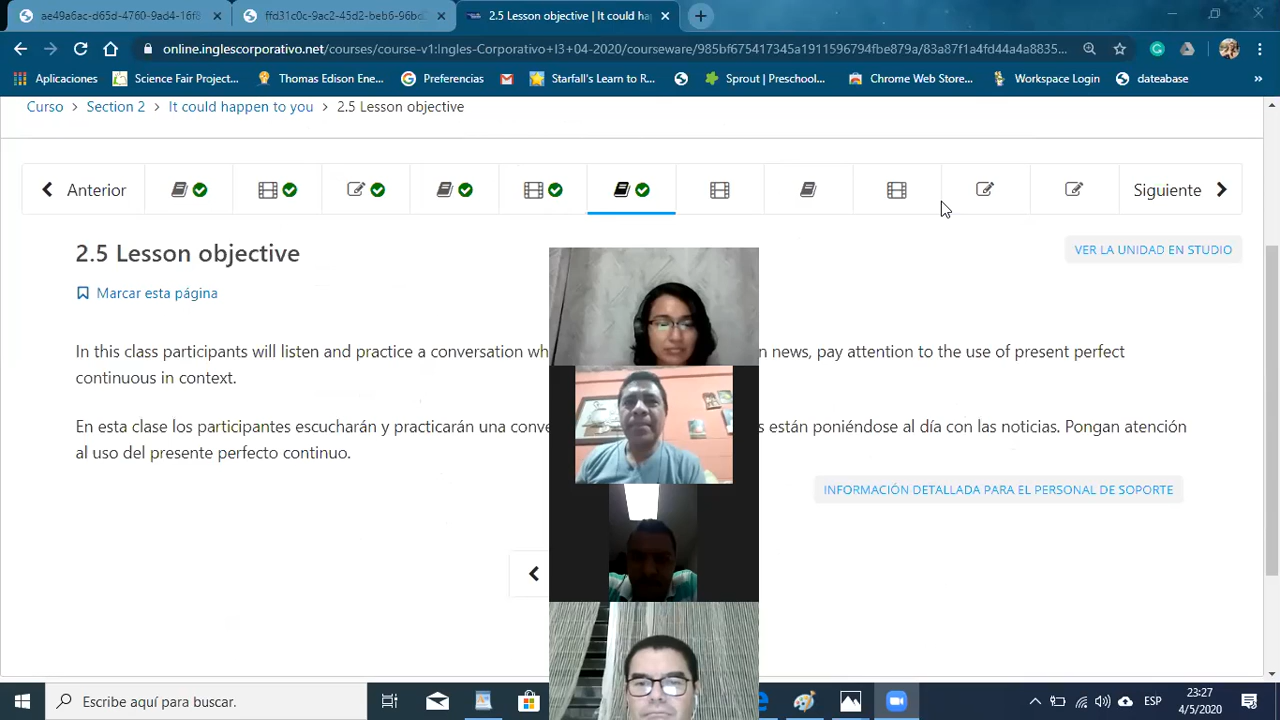 ae49a6ac-d65d-4760-9ad4-16f8
ffd31c0c-9ac2-45d2-beb6-96bd
2.5 Lesson objective | It could ha
online.inglescorporativo.net/courses/course-v1:Ingles-Corporativo+I3+04-2020/courseware/985bf675417345a1911596794fbe879a/83a87f1a4fd44a4a8835...
Aplicaciones
Science Fair Project...
Thomas Edison Ene...
Preferencias
Starfall's Learn to R...
Sprout | Preschool...
Chrome Web Store...
Workspace Login
dateabase
»
Curso > Section 2 > It could happen to you > 2.5 Lesson objective
Anterior
Siguiente
2.5 Lesson objective
VER LA UNIDAD EN STUDIO
Marcar esta página
In this class participants will listen and practice a conversation wh n news, pay attention to the use of present perfect
continuous in context.
En esta clase los participantes escucharán y practicarán una conve s están poniéndose al día con las noticias. Pongan atención
al uso del presente perfecto continuo.
INFORMACIÓN DETALLADA PARA EL PERSONAL DE SOPORTE
Escribe aquí para buscar.
ESP
23:27
4/5/2020